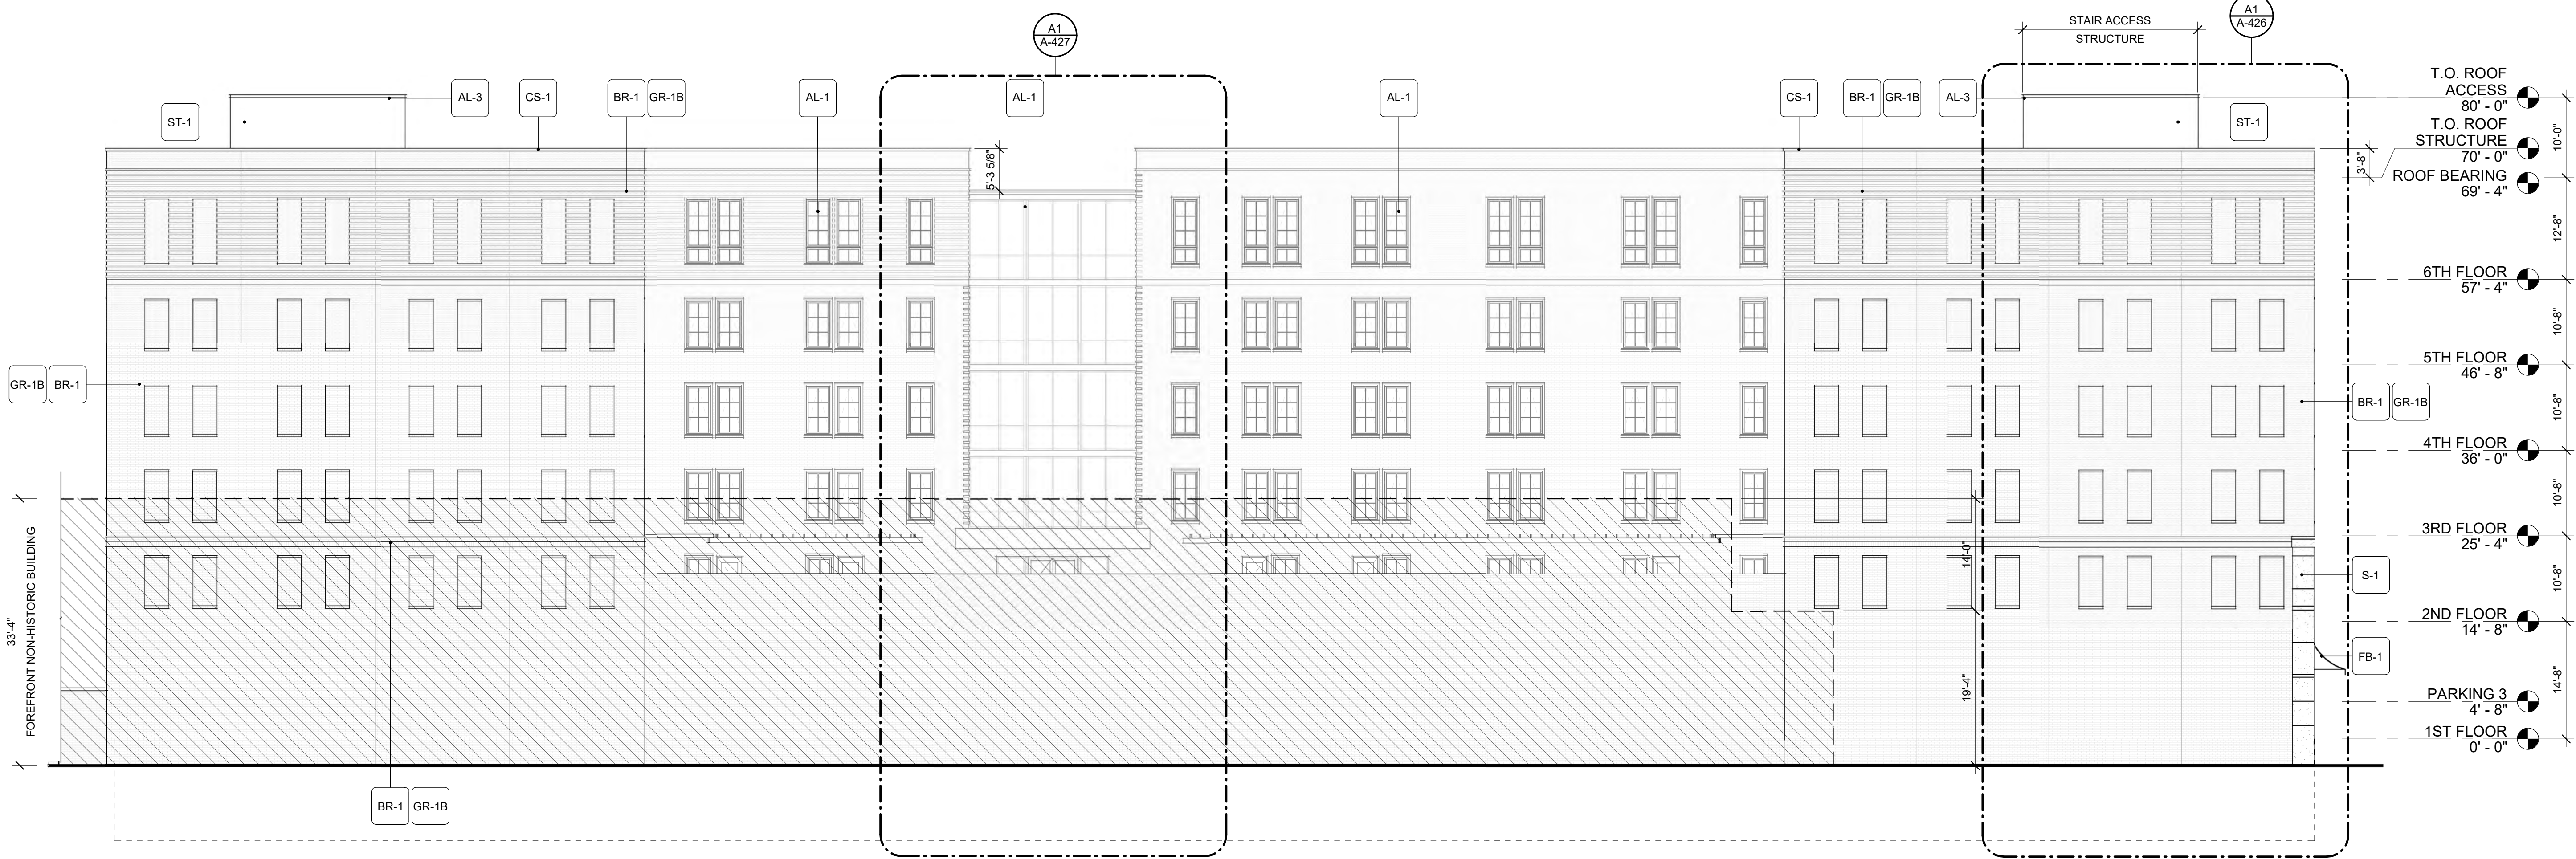 A1
A-427
A1
A-426
STAIR ACCESS
STRUCTURE
ST-1
AL-3
CS-1
BR-1
GR-1B
AL-1
AL-1
AL-1
CS-1
BR-1
GR-1B
AL-3
ST-1
5'-3 5/8"
GR-1B
BR-1
BR-1
GR-1B
BR-1
GR-1B
S-1
FB-1
33'-4"
FOREFRONT NON-HISTORIC BUILDING
14'-0"
19'-4"
T.O. ROOF
ACCESS
80' - 0"
T.O. ROOF
STRUCTURE
70' - 0"
ROOF BEARING
69' - 4"
6TH FLOOR
57' - 4"
5TH FLOOR
46' - 8"
4TH FLOOR
36' - 0"
3RD FLOOR
25' - 4"
2ND FLOOR
14' - 8"
PARKING 3
4' - 8"
1ST FLOOR
0' - 0"
3'-8"
10'-0"
12'-8"
10'-8"
10'-8"
10'-8"
10'-8"
14'-8"